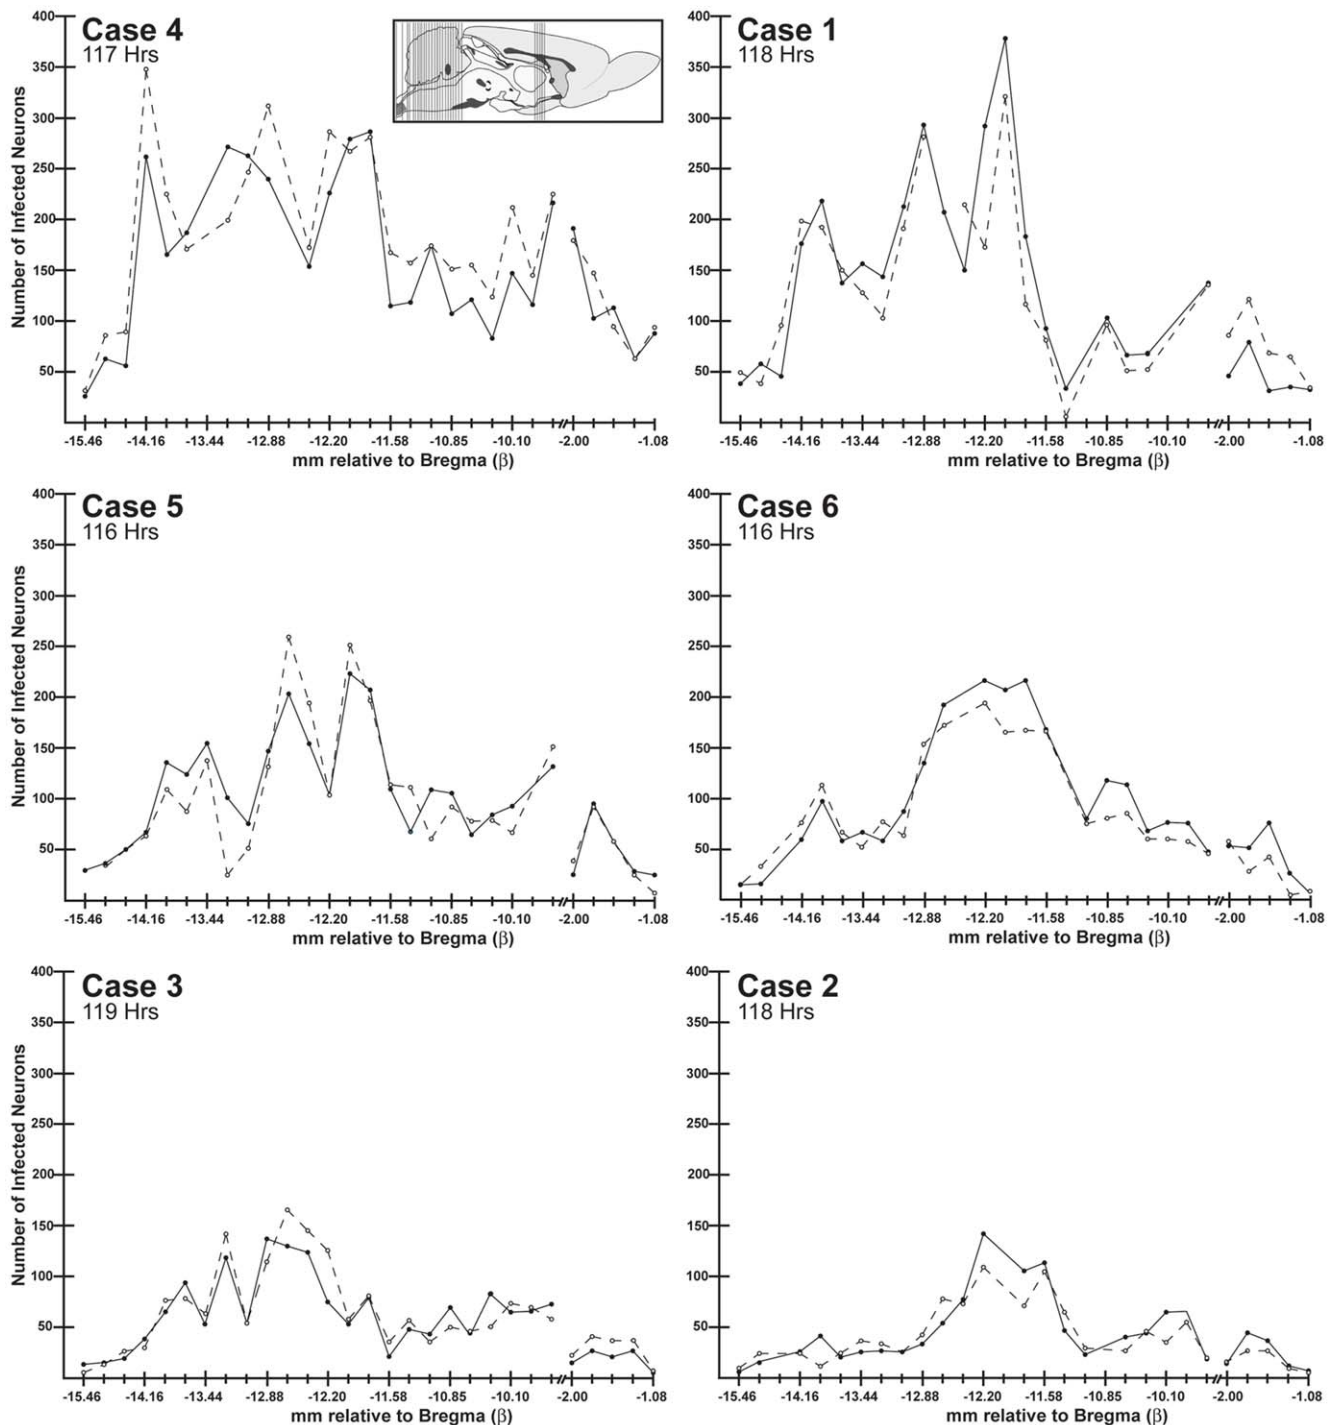 Case 4
117 Hrs
Number of Infected Neurons
400
350
300
250
200
150
100
50
-15.46 -14.16 -13.44 -12.88 -12.20 -11.58 -10.85 -10.10 -2.00 -1.08
mm relative to Bregma (β)
Case 1
118 Hrs
400
350
300
250
200
150
100
50
-15.46 -14.16 -13.44 -12.88 -12.20 -11.58 -10.85 -10.10 -2.00 -1.08
mm relative to Bregma (β)
Case 5
116 Hrs
Number of Infected Neurons
400
350
300
250
200
150
100
50
-15.46 -14.16 -13.44 -12.88 -12.20 -11.58 -10.85 -10.10 -2.00 -1.08
mm relative to Bregma (β)
Case 6
116 Hrs
400
350
300
250
200
150
100
50
-15.46 -14.16 -13.44 -12.88 -12.20 -11.58 -10.85 -10.10 -2.00 -1.08
mm relative to Bregma (β)
Case 3
119 Hrs
Number of Infected Neurons
400
350
300
250
200
150
100
50
-15.46 -14.16 -13.44 -12.88 -12.20 -11.58 -10.85 -10.10 -2.00 -1.08
mm relative to Bregma (β)
Case 2
118 Hrs
400
350
300
250
200
150
100
50
-15.46 -14.16 -13.44 -12.88 -12.20 -11.58 -10.85 -10.10 -2.00 -1.08
mm relative to Bregma (β)